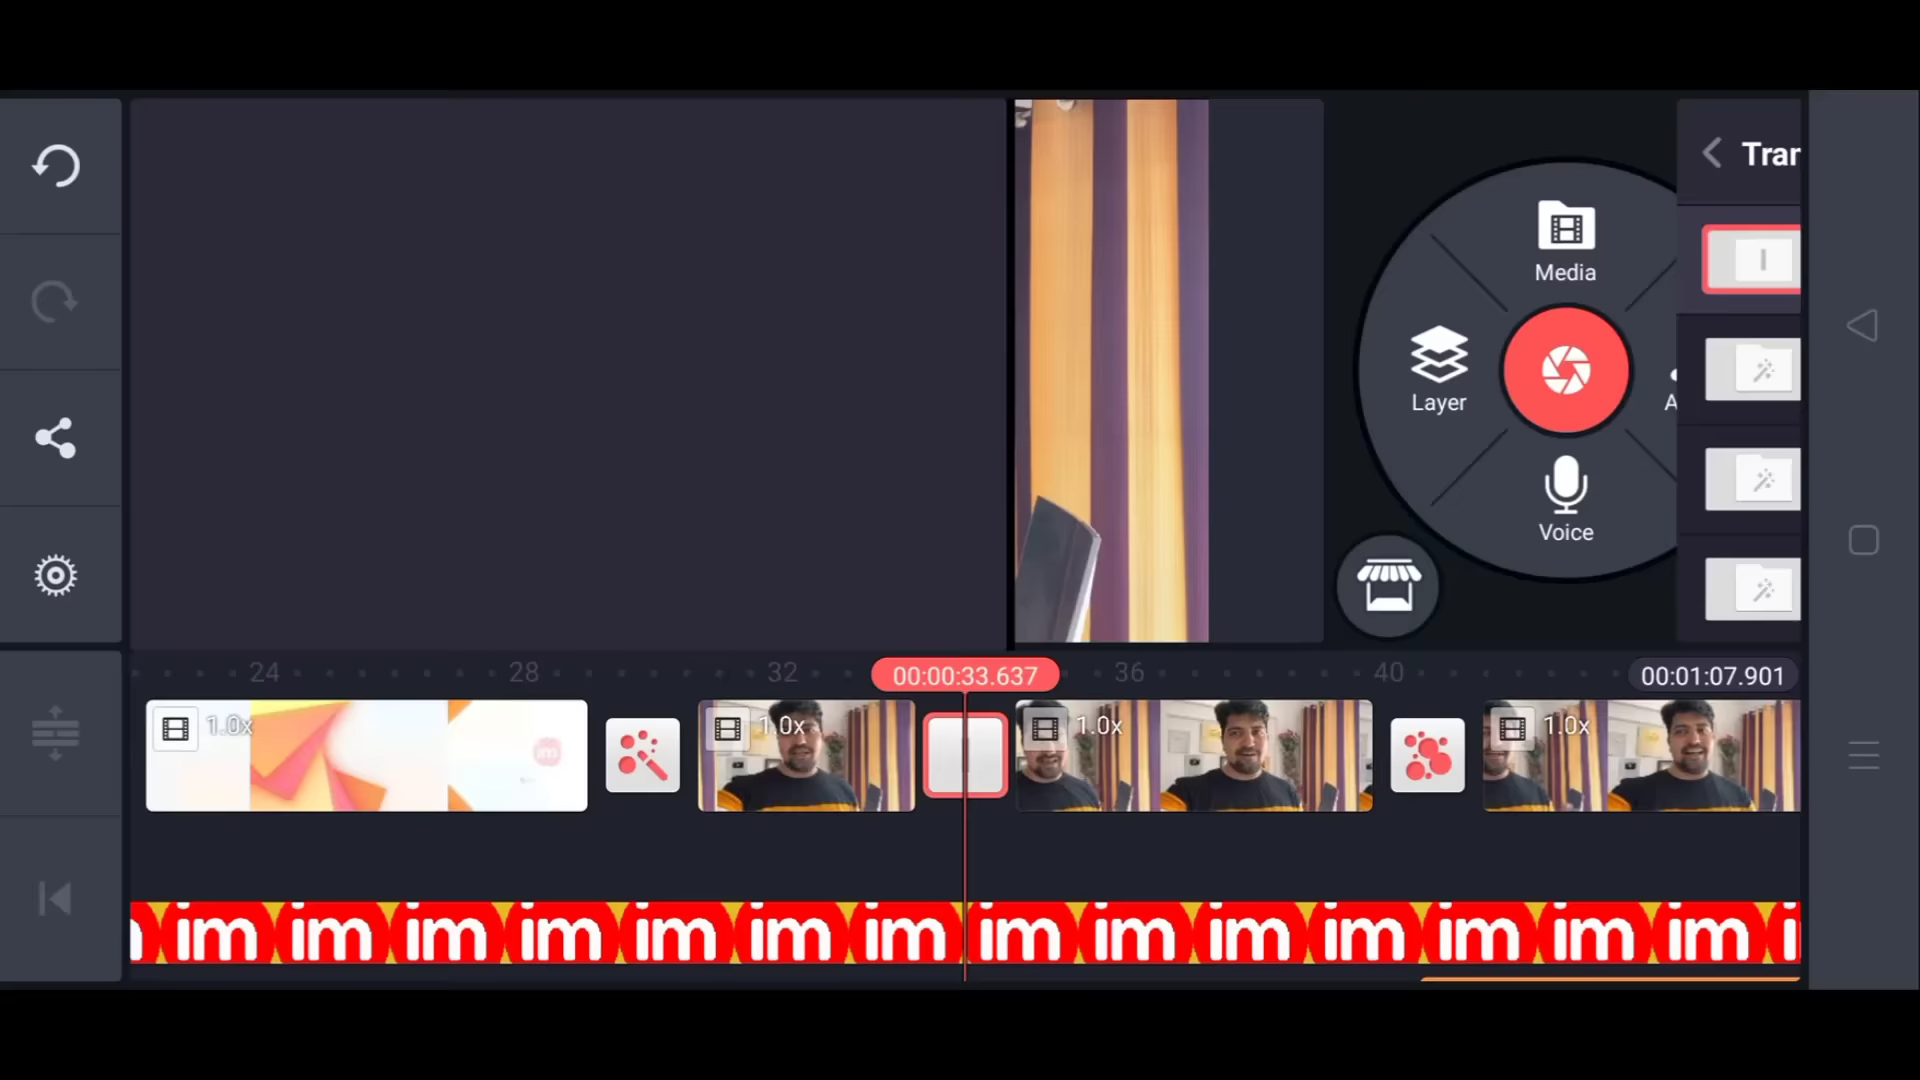 Tran
Media
Layer
A
Voice
24
28
32
00:00:33.637
36
40
00:01:07.901
1.0x
1.0x
1.0x
1.0x
im im im im im im im im im im im im im im